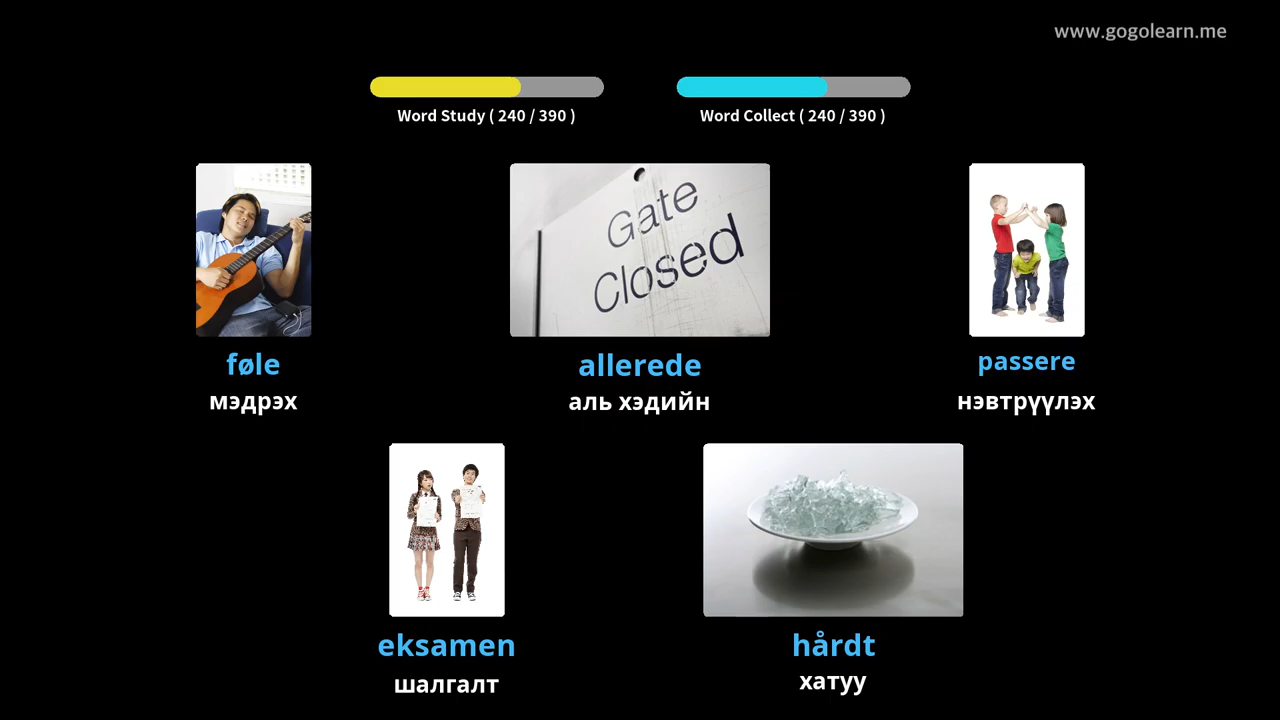 www.gogolearn.me
Word Study ( 240 / 390 )
Word Collect ( 240 / 390 )
Gate
Closed
føle
allerede
passere
мэдрэх
аль хэдийн
нэвтрүүлэх
eksamen
hårdt
шалгалт
хатуу